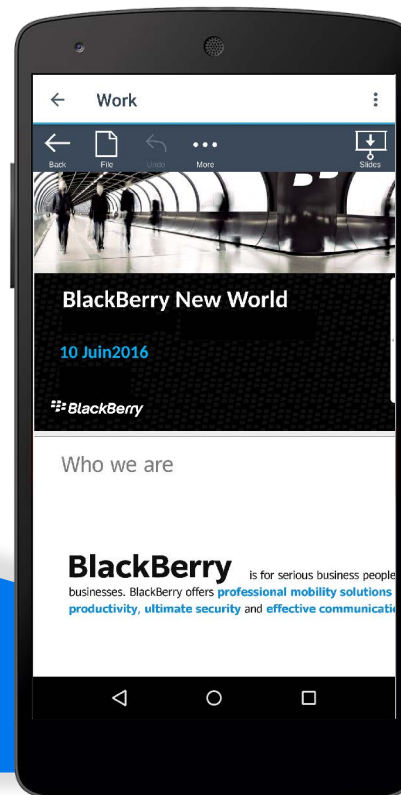 Work
Back File Undo More Slides
BlackBerry New World
10 Juin2016
BlackBerry
Who we are
BlackBerry is for serious business people
businesses. BlackBerry offers professional mobility solutions
productivity, ultimate security and effective